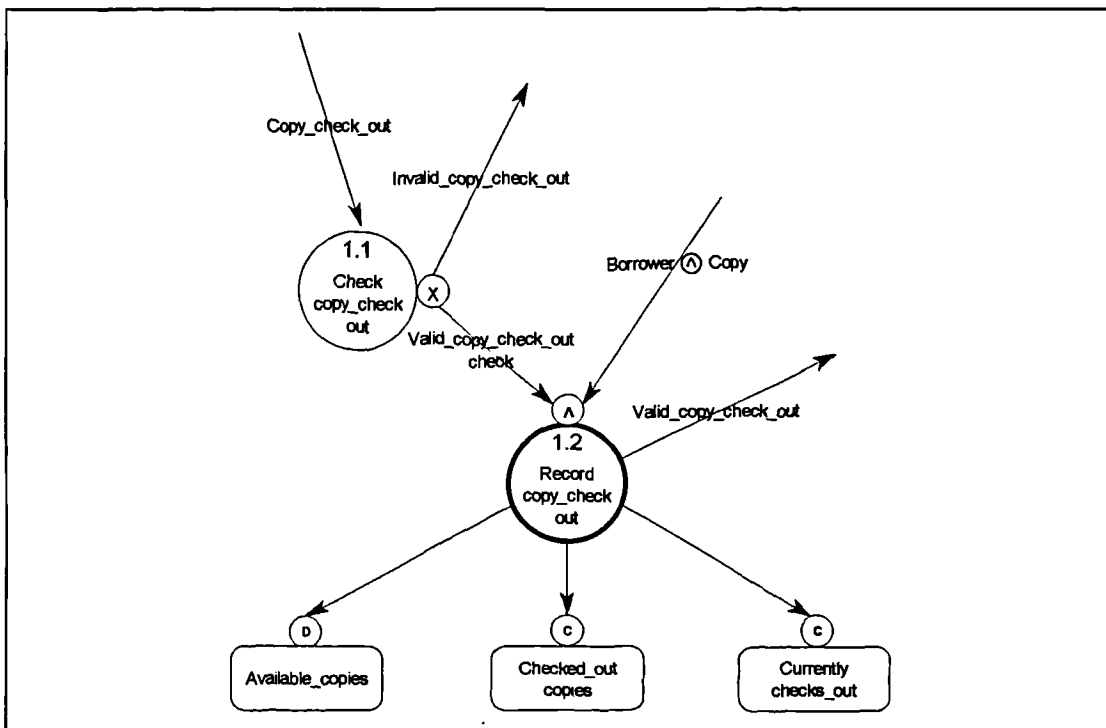 Copy_check_out
Invalid_copy_check_out
1.1
Check
copy_check
out
X
Borrower ∧ Copy
Valid_copy_check_out
check
∧
Valid_copy_check_out
1.2
Record
copy_check
out
D
C
C
Available_copies
Checked_out
copies
Currently
checks_out